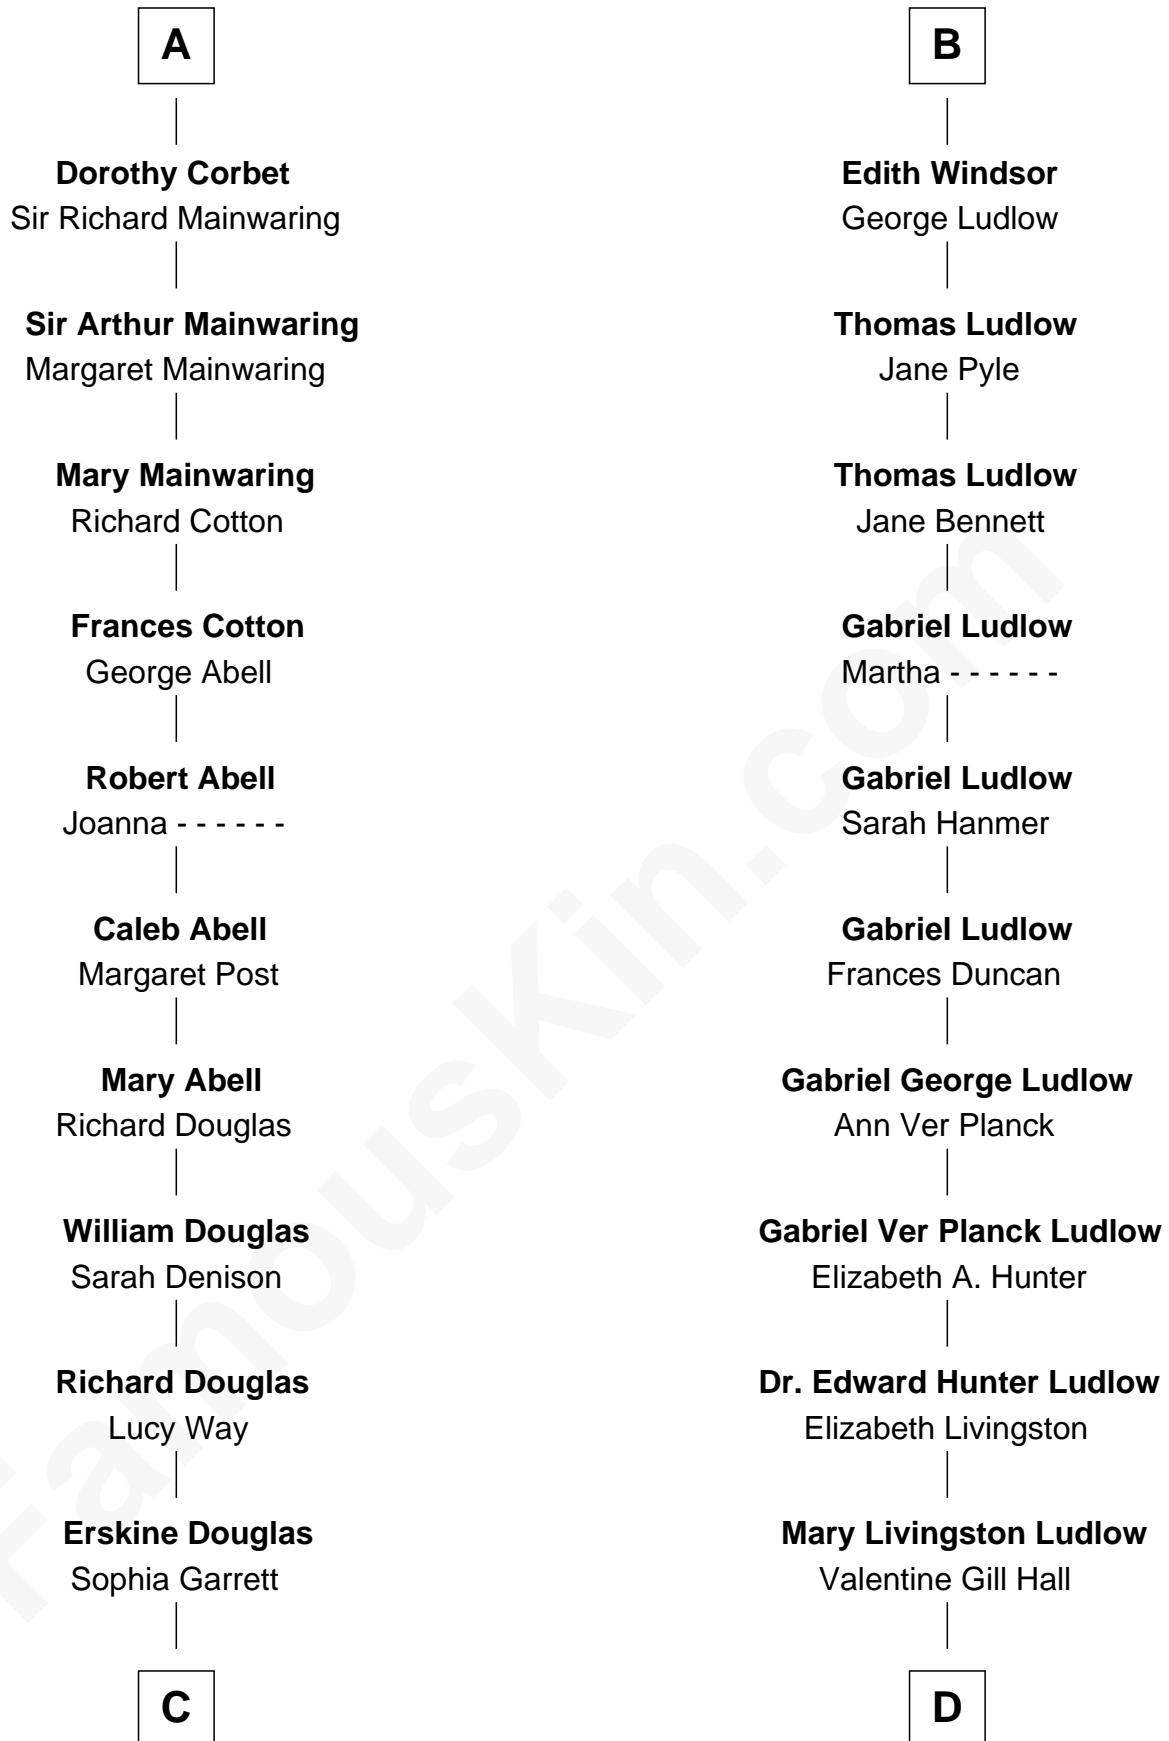 A
Dorothy Corbet
Sir Richard Mainwaring
Sir Arthur Mainwaring
Margaret Mainwaring
Mary Mainwaring
Richard Cotton
Frances Cotton
George Abell
Robert Abell
Joanna - - - - - -
Caleb Abell
Margaret Post
Mary Abell
Richard Douglas
William Douglas
Sarah Denison
Richard Douglas
Lucy Way
Erskine Douglas
Sophia Garrett
C
B
Edith Windsor
George Ludlow
Thomas Ludlow
Jane Pyle
Thomas Ludlow
Jane Bennett
Gabriel Ludlow
Martha - - - - - -
Gabriel Ludlow
Sarah Hanmer
Gabriel Ludlow
Frances Duncan
Gabriel George Ludlow
Ann Ver Planck
Gabriel Ver Planck Ludlow
Elizabeth A. Hunter
Dr. Edward Hunter Ludlow
Elizabeth Livingston
Mary Livingston Ludlow
Valentine Gill Hall
D
FamousKin.com